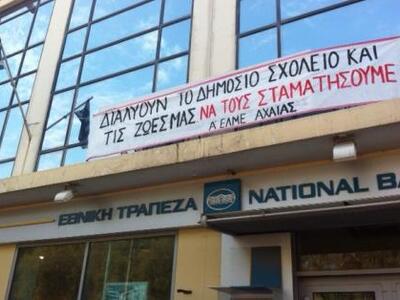 ΔΙΑΛΥΟΥΝ ΤΟ ΔΗΜΟΣΙΟ ΣΧΟΛΕΙΟ ΚΑΙ
ΤΙΣ ΖΩΕΣ ΜΑΣ ΝΑ ΤΟΥΣ ΣΤΑΜΑΤΗΣΟΥΜΕ
Α΄ ΕΛΜΕ ΑΧΑΪΑΣ
ΕΘΝΙΚΗ ΤΡΑΠΕΖΑ NATIONAL BA